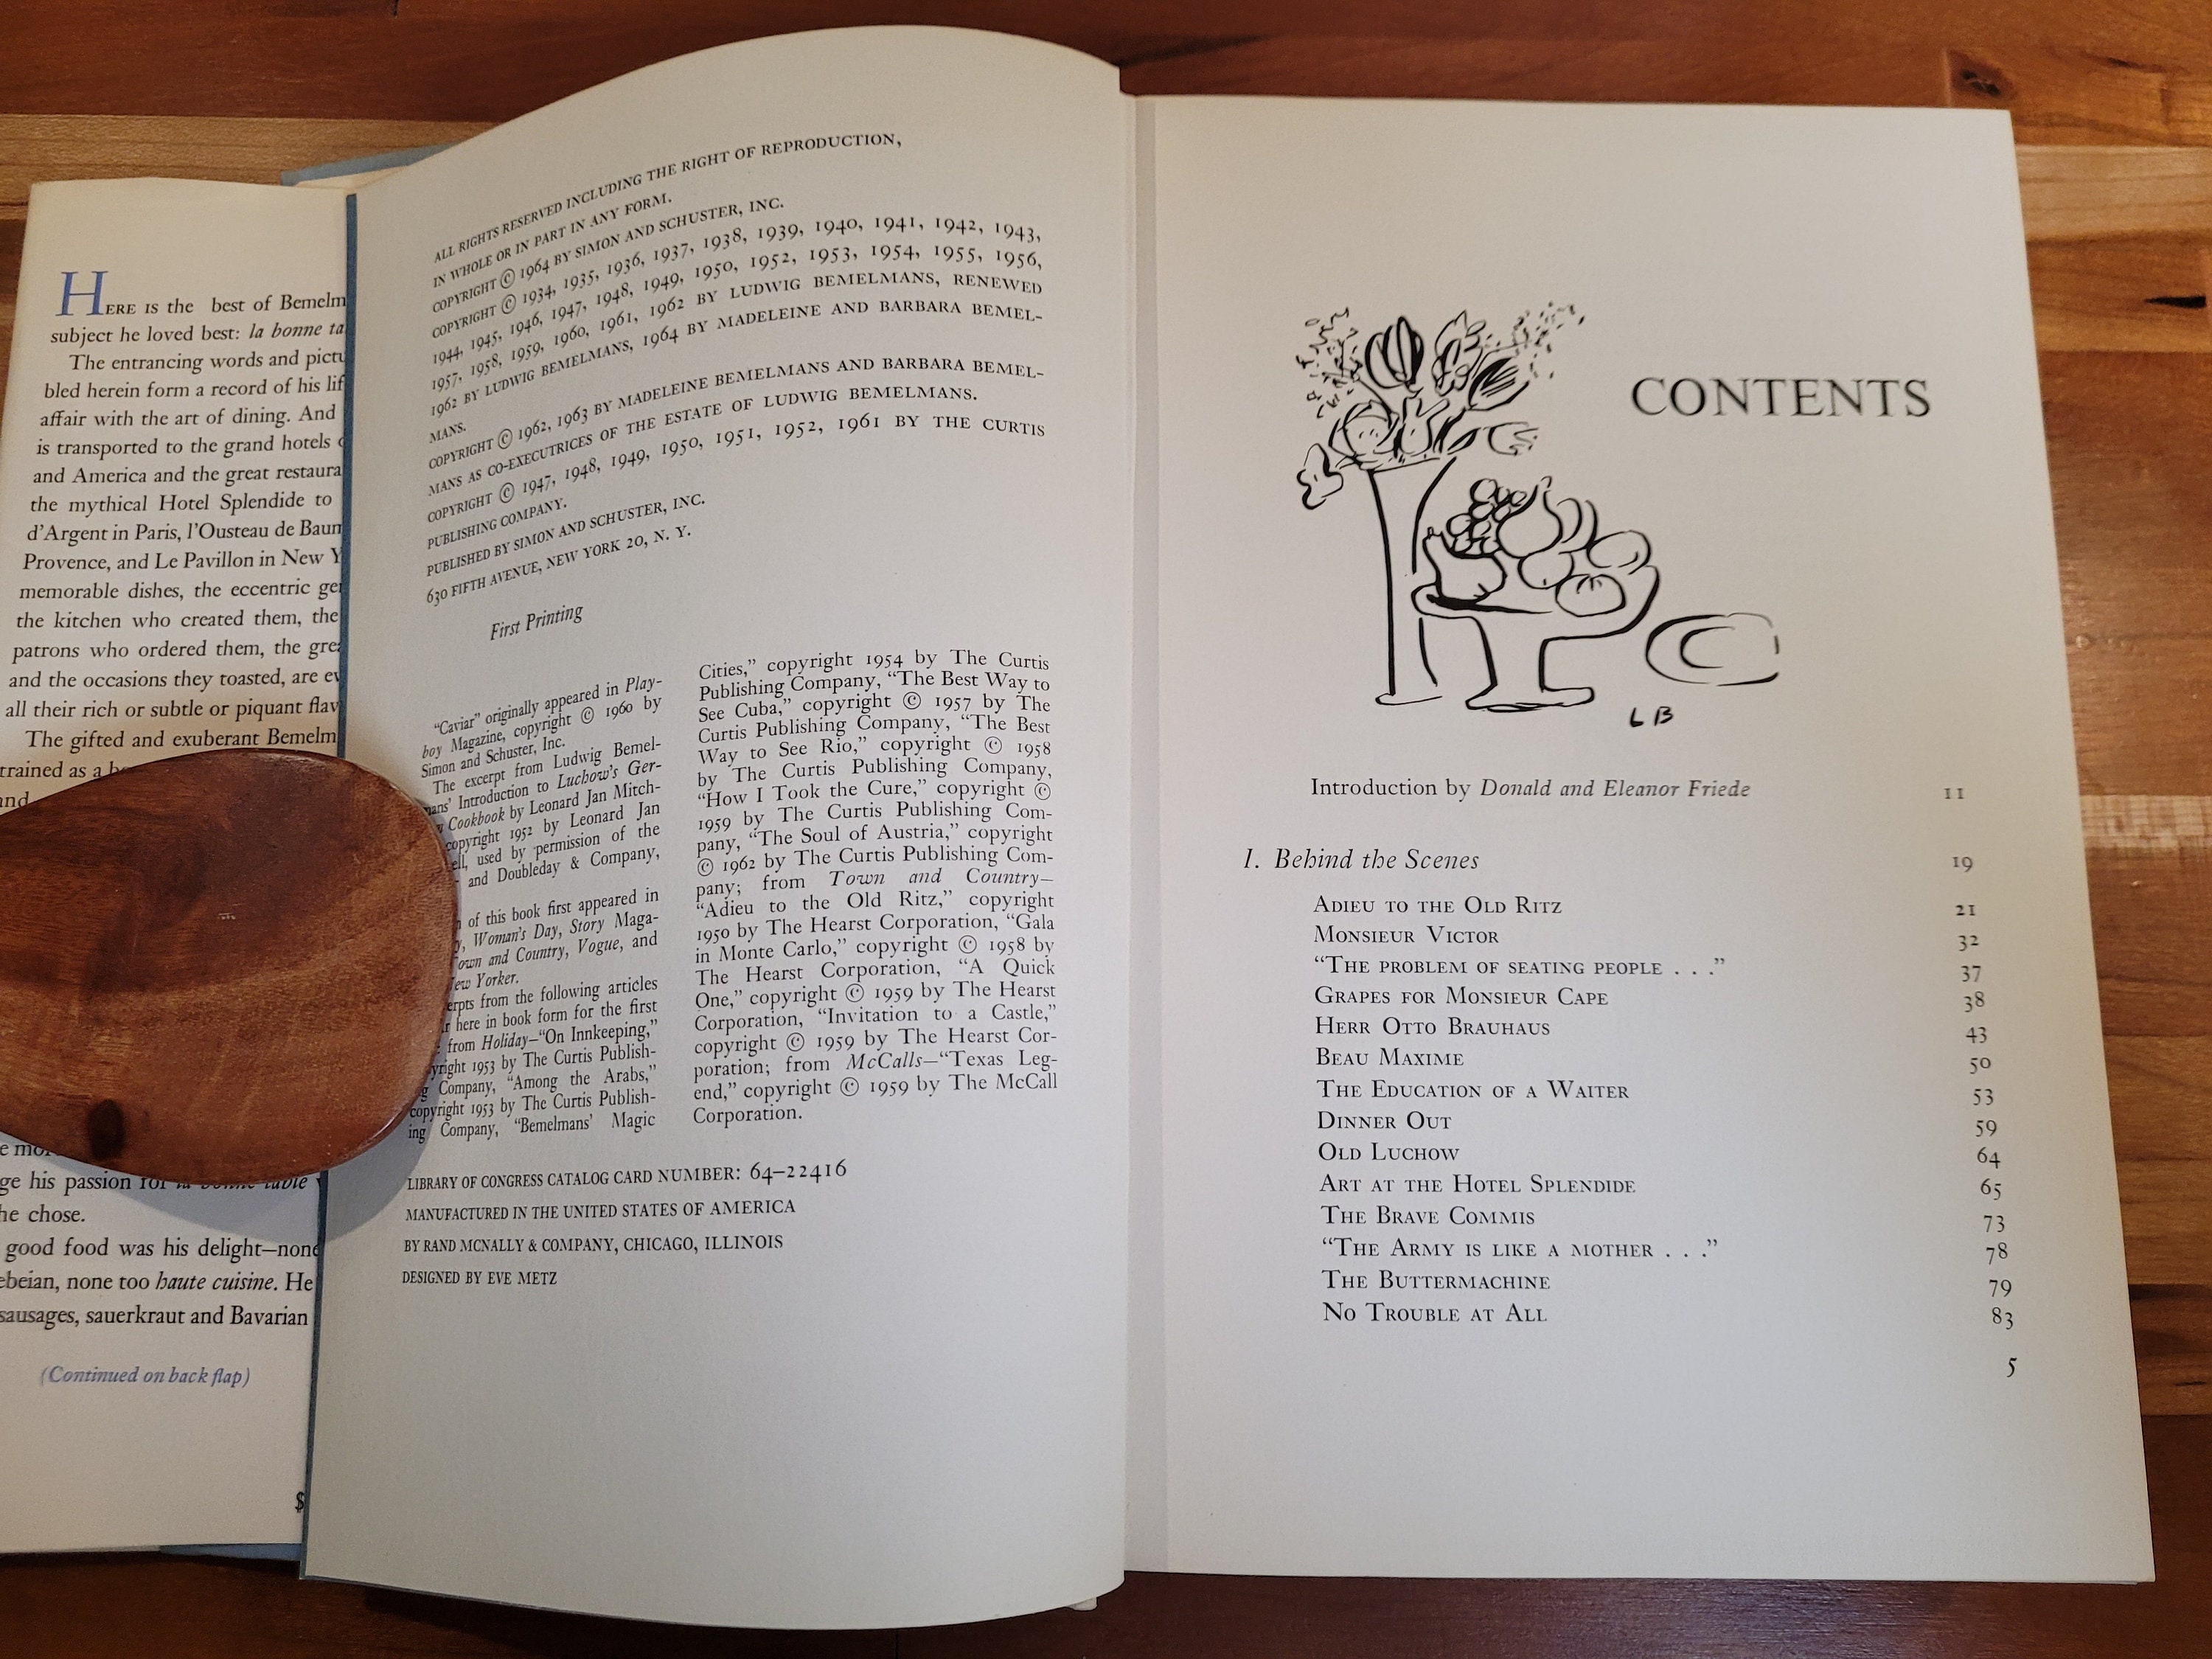 HERE IS the best of Bemelm
subject he loved best: la bonne ta
The entrancing words and pictu
bled herein form a record of his lif
affair with the art of dining. And
is transported to the grand hotels
and America and the great restaura
the mythical Hotel Splendide to
d'Argent in Paris, l'Ousteau de Baum
Provence, and Le Pavillon in New Y
memorable dishes, the eccentric ge
the kitchen who created them, the
patrons who ordered them, the gre
and the occasions they toasted, are ev
all their rich or subtle or piquant flav
The gifted and exuberant Bemelm
trained as a
and
e mor
ge his passion for la bonne table
he chose.
good food was his delight—none
ebeian, none too haute cuisine. He
sausages, sauerkraut and Bavarian
(Continued on back flap)
$
ALL RIGHTS RESERVED INCLUDING THE RIGHT OF REPRODUCTION,
IN WHOLE OR IN PART IN ANY FORM.
COPYRIGHT © 1964 BY SIMON AND SCHUSTER, INC.
COPYRIGHT © 1934, 1935, 1936, 1937, 1938, 1939, 1940, 1941, 1942, 1943,
1944, 1945, 1946, 1947, 1948, 1949, 1950, 1952, 1953, 1954, 1955, 1956,
1957, 1958, 1959, 1960, 1961, 1962 BY LUDWIG BEMELMANS, RENEWED
1962 BY LUDWIG BEMELMANS, 1964 BY MADELEINE AND BARBARA BEMEL-
MANS.
COPYRIGHT © 1962, 1963 BY MADELEINE BEMELMANS AND BARBARA BEMEL-
MANS AS CO-EXECUTRICES OF THE ESTATE OF LUDWIG BEMELMANS.
COPYRIGHT © 1947, 1948, 1949, 1950, 1951, 1952, 1961 BY THE CURTIS
PUBLISHING COMPANY.
PUBLISHED BY SIMON AND SCHUSTER, INC.
630 FIFTH AVENUE, NEW YORK 20, N. Y.
First Printing
"Caviar" originally appeared in Play-
boy Magazine, copyright © 1960 by
Simon and Schuster, Inc.
The excerpt from Ludwig Bemel-
mans' Introduction to Luchow's Ger-
Cookbook by Leonard Jan Mitch-
copyright 1952 by Leonard Jan
ell, used by permission of the
and Doubleday & Company,
of this book first appeared in
y, Woman's Day, Story Maga-
Town and Country, Vogue, and
New Yorker.
erpts from the following articles
r here in book form for the first
from Holiday—"On Innkeeping,"
yright 1953 by The Curtis Publish-
g Company, "Among the Arabs,"
copyright 1953 by The Curtis Publish-
ing Company, "Bemelmans' Magic
Cities," copyright 1954 by The Curtis
Publishing Company, "The Best Way to
See Cuba," copyright © 1957 by The
Curtis Publishing Company, "The Best
Way to See Rio," copyright © 1958
by The Curtis Publishing Company,
"How I Took the Cure," copyright ©
1959 by The Curtis Publishing Com-
pany, "The Soul of Austria," copyright
© 1962 by The Curtis Publishing Com-
pany; from Town and Country—
"Adieu to the Old Ritz," copyright
1950 by The Hearst Corporation, "Gala
in Monte Carlo," copyright © 1958 by
The Hearst Corporation, "A Quick
One," copyright © 1959 by The Hearst
Corporation, "Invitation to a Castle,"
copyright © 1959 by The Hearst Cor-
poration; from McCalls—"Texas Leg-
end," copyright © 1959 by The McCall
Corporation.
LIBRARY OF CONGRESS CATALOG CARD NUMBER: 64–22416
MANUFACTURED IN THE UNITED STATES OF AMERICA
BY RAND MCNALLY & COMPANY, CHICAGO, ILLINOIS
DESIGNED BY EVE METZ
CONTENTS
LB
Introduction by Donald and Eleanor Friede 11
I. Behind the Scenes 19
ADIEU TO THE OLD RITZ 21
MONSIEUR VICTOR 32
"THE PROBLEM OF SEATING PEOPLE . . ." 37
GRAPES FOR MONSIEUR CAPE 38
HERR OTTO BRAUHAUS 43
BEAU MAXIME 50
THE EDUCATION OF A WAITER 53
DINNER OUT 59
OLD LUCHOW 64
ART AT THE HOTEL SPLENDIDE 65
THE BRAVE COMMIS 73
"THE ARMY IS LIKE A MOTHER . . ." 78
THE BUTTERMACHINE 79
NO TROUBLE AT ALL 83
5